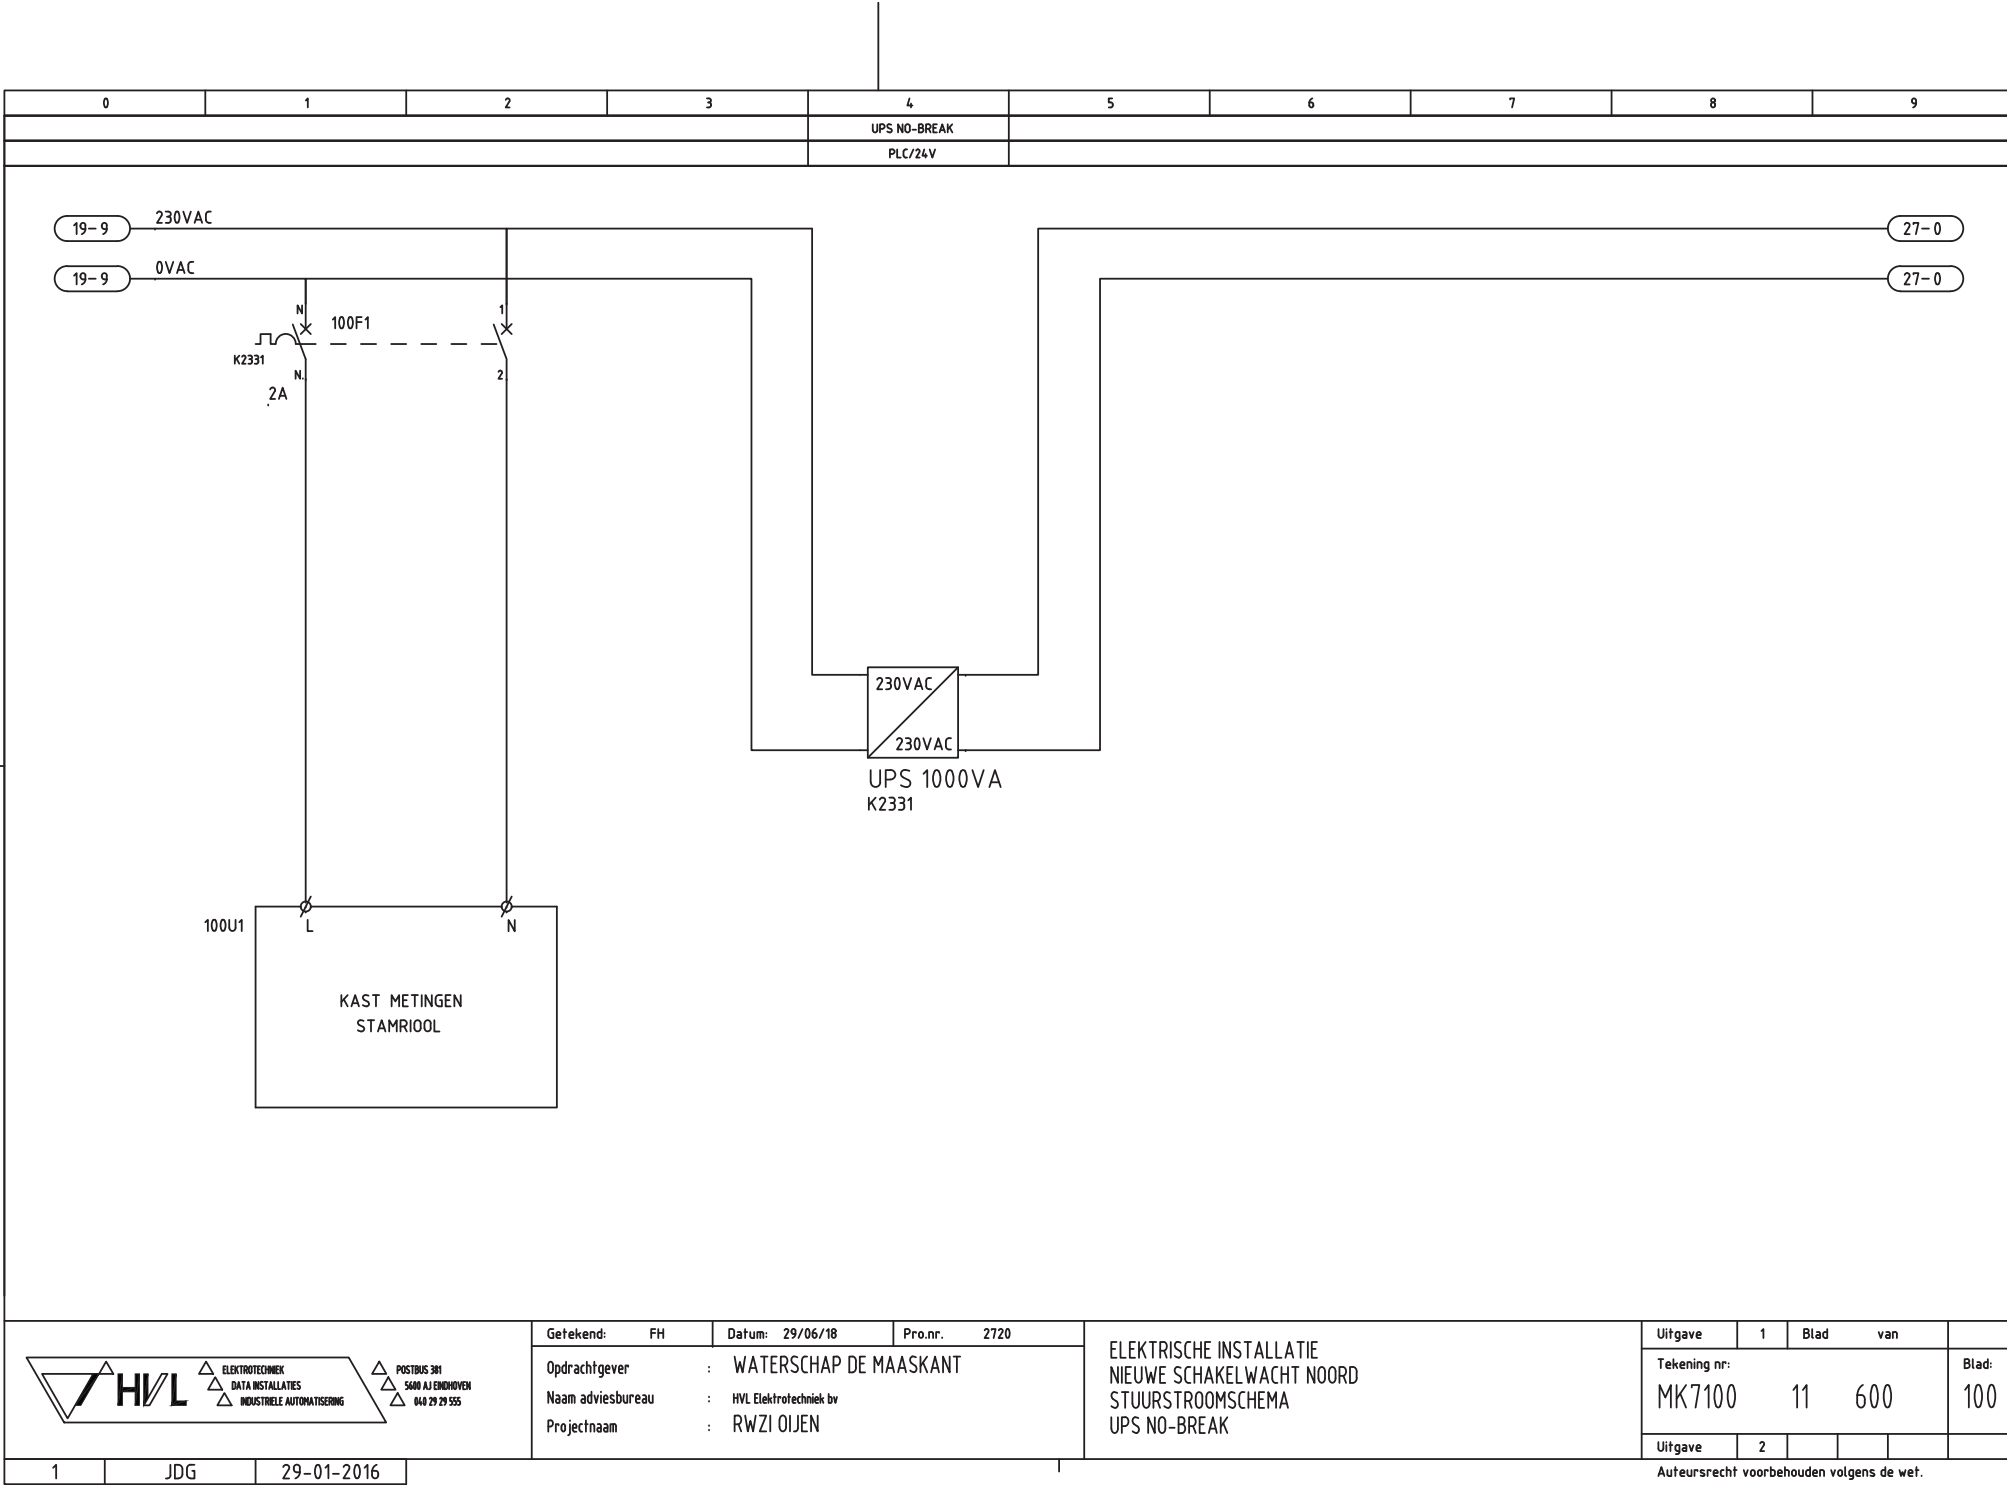 0 1 2 3 4 5 6 7 8 9
UPS NO-BREAK
PLC/24V
19-9 230VAC 27-0
19-9 0VAC 27-0
N 1
100F1
K2331
N. 2
2A
230VAC
230VAC
UPS 1000VA
K2331
100U1 L N
KAST METINGEN
STAMRIOOL
HVL
ELEKTROTECHNIEK
DATA INSTALLATIES
INDUSTRIELE AUTOMATISERING
POSTBUS 381
5600 AJ EINDHOVEN
040 29 29 555
Getekend: FH Datum: 29/06/18 Pro.nr. 2720
Opdrachtgever : WATERSCHAP DE MAASKANT
Naam adviesbureau : HVL Elektrotechniek bv
Projectnaam : RWZI OIJEN
ELEKTRISCHE INSTALLATIE
NIEUWE SCHAKELWACHT NOORD
STUURSTROOMSCHEMA
UPS NO-BREAK
Uitgave 1 Blad van
Tekening nr: Blad:
MK7100 11 600 100
Uitgave 2
1 JDG 29-01-2016
Auteursrecht voorbehouden volgens de wet.